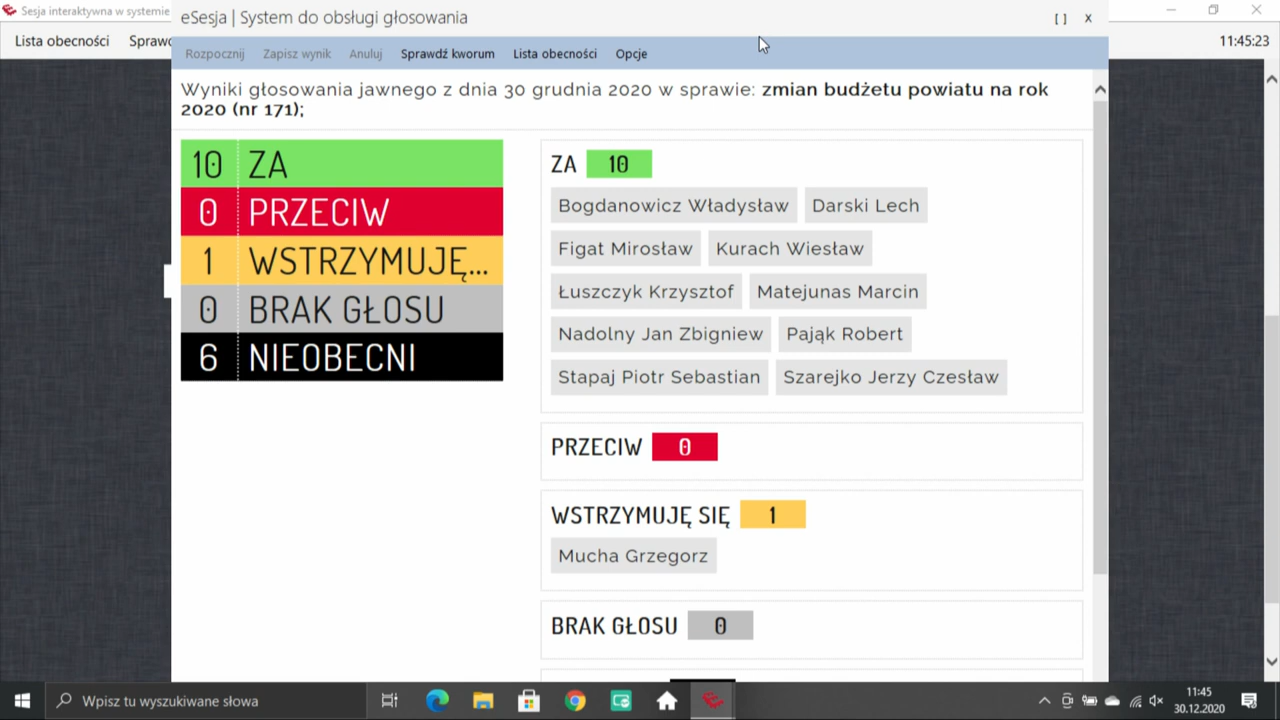 Sesja interaktywna w systemie
eSesja | System do obsługi głosowania
[ ] X
Lista obecności
Rozpocznij Zapisz wynik Anuluj Sprawdź kworum Lista obecności Opcje
11:45:23
Wyniki głosowania jawnego z dnia 30 grudnia 2020 w sprawie: zmian budżetu powiatu na rok
2020 (nr 171);
10 ZA
0 PRZECIW
1 WSTRZYMUJĘ...
0 BRAK GŁOSU
6 NIEOBECNI
ZA 10
Bogdanowicz Władysław Darski Lech
Figat Mirosław Kurach Wiesław
Łuszczyk Krzysztof Matejunas Marcin
Nadolny Jan Zbigniew Pająk Robert
Stapaj Piotr Sebastian Szarejko Jerzy Czesław
PRZECIW 0
WSTRZYMUJĘ SIĘ 1
Mucha Grzegorz
BRAK GŁOSU 0
Wpisz tu wyszukiwane słowa
11:45
30.12.2020